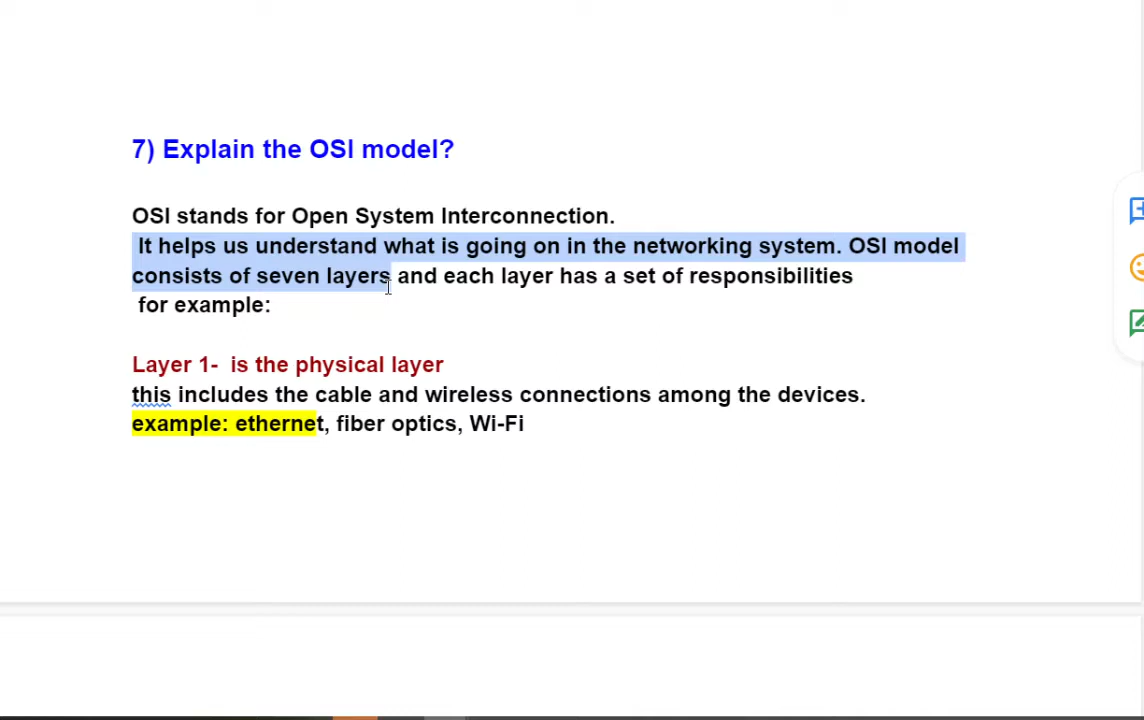 7) Explain the OSI model?
OSI stands for Open System Interconnection.
It helps us understand what is going on in the networking system. OSI model
consists of seven layers and each layer has a set of responsibilities
for example:
Layer 1-  is the physical layer
this includes the cable and wireless connections among the devices.
example: ethernet, fiber optics, Wi-Fi